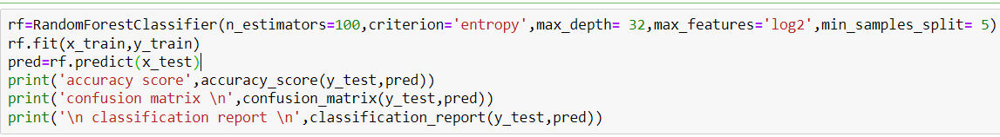 rf=RandomForestClassifier(n_estimators=100,criterion='entropy',max_depth= 32,max_features='log2',min_samples_split= 5)
rf.fit(x_train,y_train)
pred=rf.predict(x_test)
print('accuracy score',accuracy_score(y_test,pred))
print('confusion matrix \n',confusion_matrix(y_test,pred))
print('\n classification report \n',classification_report(y_test,pred))